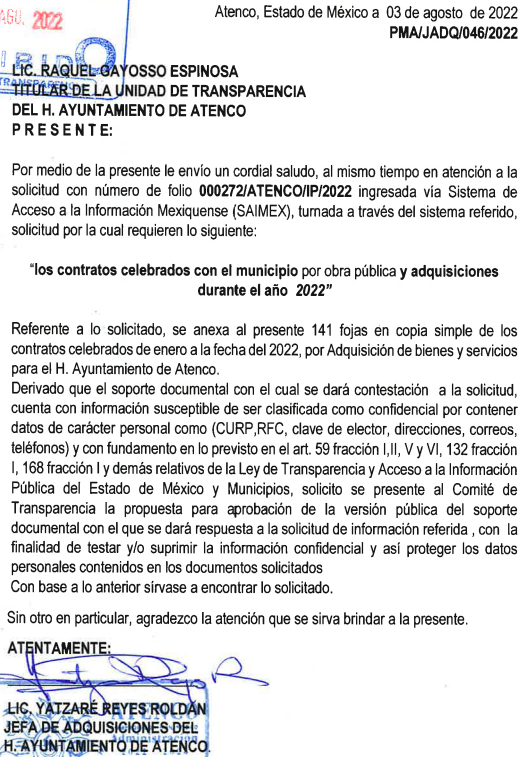 AGU. 2022
Atenco, Estado de México a 03 de agosto de 2022
PMA/JADQ/046/2022
LIC. RAQUEL GAYOSSO ESPINOSA
TITULAR DE LA UNIDAD DE TRANSPARENCIA
DEL H. AYUNTAMIENTO DE ATENCO
P R E S E N T E:
Por medio de la presente le envío un cordial saludo, al mismo tiempo en atención a la
solicitud con número de folio 000272/ATENCO/IP/2022 ingresada vía Sistema de
Acceso a la Información Mexiquense (SAIMEX), turnada a través del sistema referido,
solicitud por la cual requieren lo siguiente:
"los contratos celebrados con el municipio por obra pública y adquisiciones
durante el año 2022"
Referente a lo solicitado, se anexa al presente 141 fojas en copia simple de los
contratos celebrados de enero a la fecha del 2022, por Adquisición de bienes y servicios
para el H. Ayuntamiento de Atenco.
Derivado que el soporte documental con el cual se dará contestación a la solicitud,
cuenta con información susceptible de ser clasificada como confidencial por contener
datos de carácter personal como (CURP,RFC, clave de elector, direcciones, correos,
teléfonos) y con fundamento en lo previsto en el art. 59 fracción I,II, V y VI, 132 fracción
I, 168 fracción I y demás relativos de la Ley de Transparencia y Acceso a la Información
Pública del Estado de México y Municipios, solicito se presente al Comité de
Transparencia la propuesta para aprobación de la versión pública del soporte
documental con el que se dará respuesta a la solicitud de información referida , con la
finalidad de testar y/o suprimir la información confidencial y así proteger los datos
personales contenidos en los documentos solicitados
Con base a lo anterior sírvase a encontrar lo solicitado.
Sin otro en particular, agradezco la atención que se sirva brindar a la presente.
ATENTAMENTE:
LIC. YATZARÉ REYES ROLDÁN
JEFA DE ADQUISICIONES DEL
H. AYUNTAMIENTO DE ATENCO.